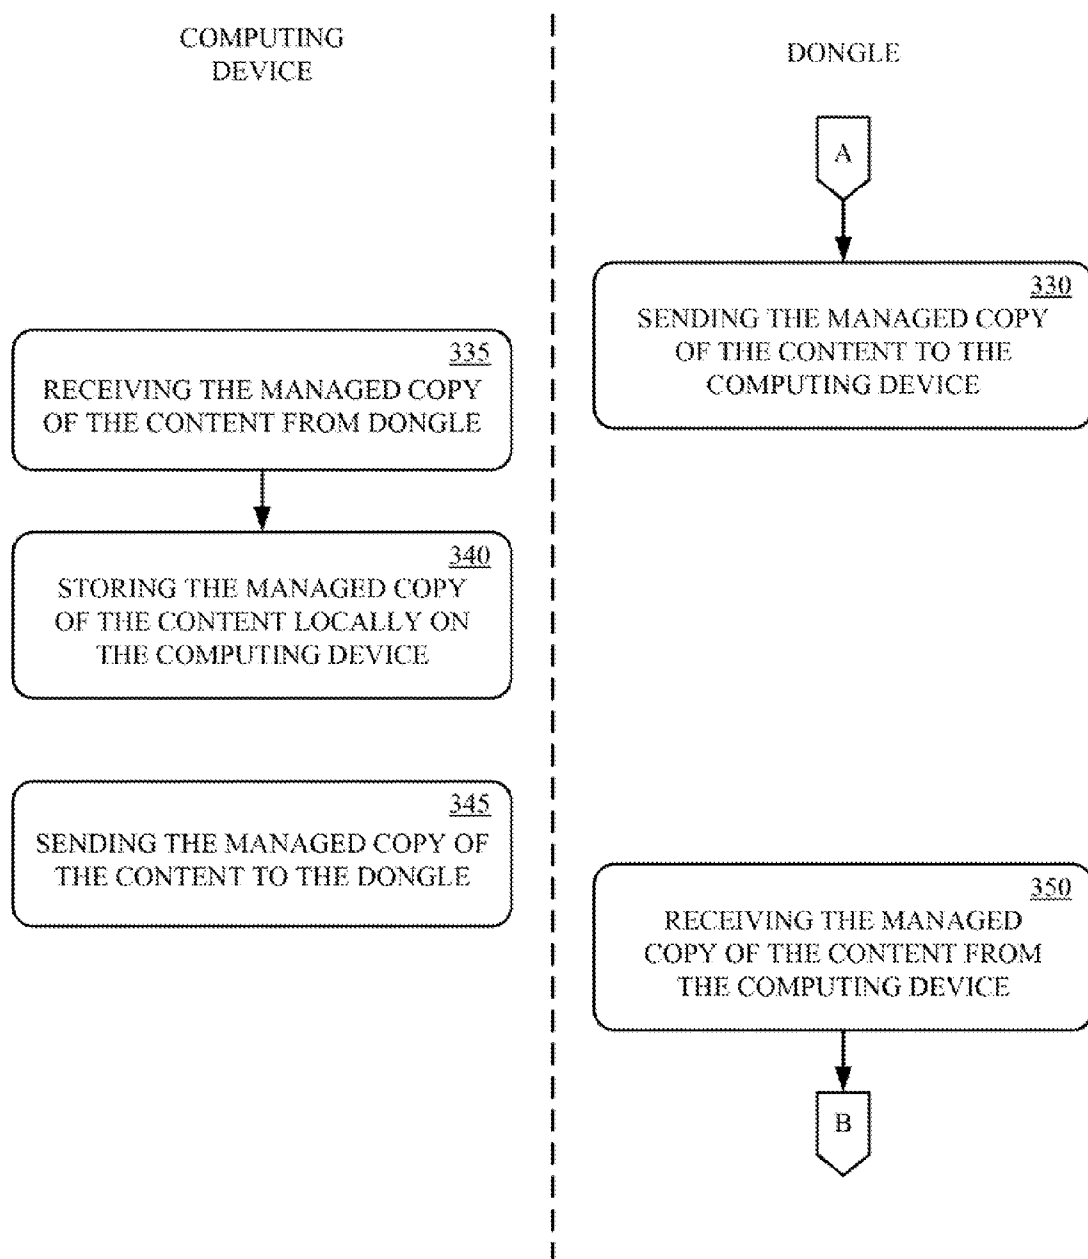 COMPUTING
DEVICE
DONGLE
A
330
SENDING THE MANAGED COPY
OF THE CONTENT TO THE
COMPUTING DEVICE
335
RECEIVING THE MANAGED COPY
OF THE CONTENT FROM DONGLE
340
STORING THE MANAGED COPY
OF THE CONTENT LOCALLY ON
THE COMPUTING DEVICE
345
SENDING THE MANAGED COPY OF
THE CONTENT TO THE DONGLE
350
RECEIVING THE MANAGED
COPY OF THE CONTENT FROM
THE COMPUTING DEVICE
B